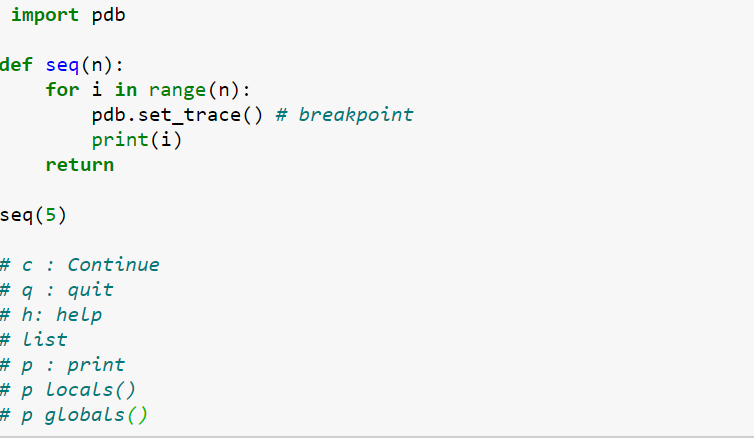 import pdb
def seq(n):
    for i in range(n):
        pdb.set_trace() # breakpoint
        print(i)
    return
seq(5)
# c : Continue
# q : quit
# h: help
# list
# p : print
# p locals()
# p globals()